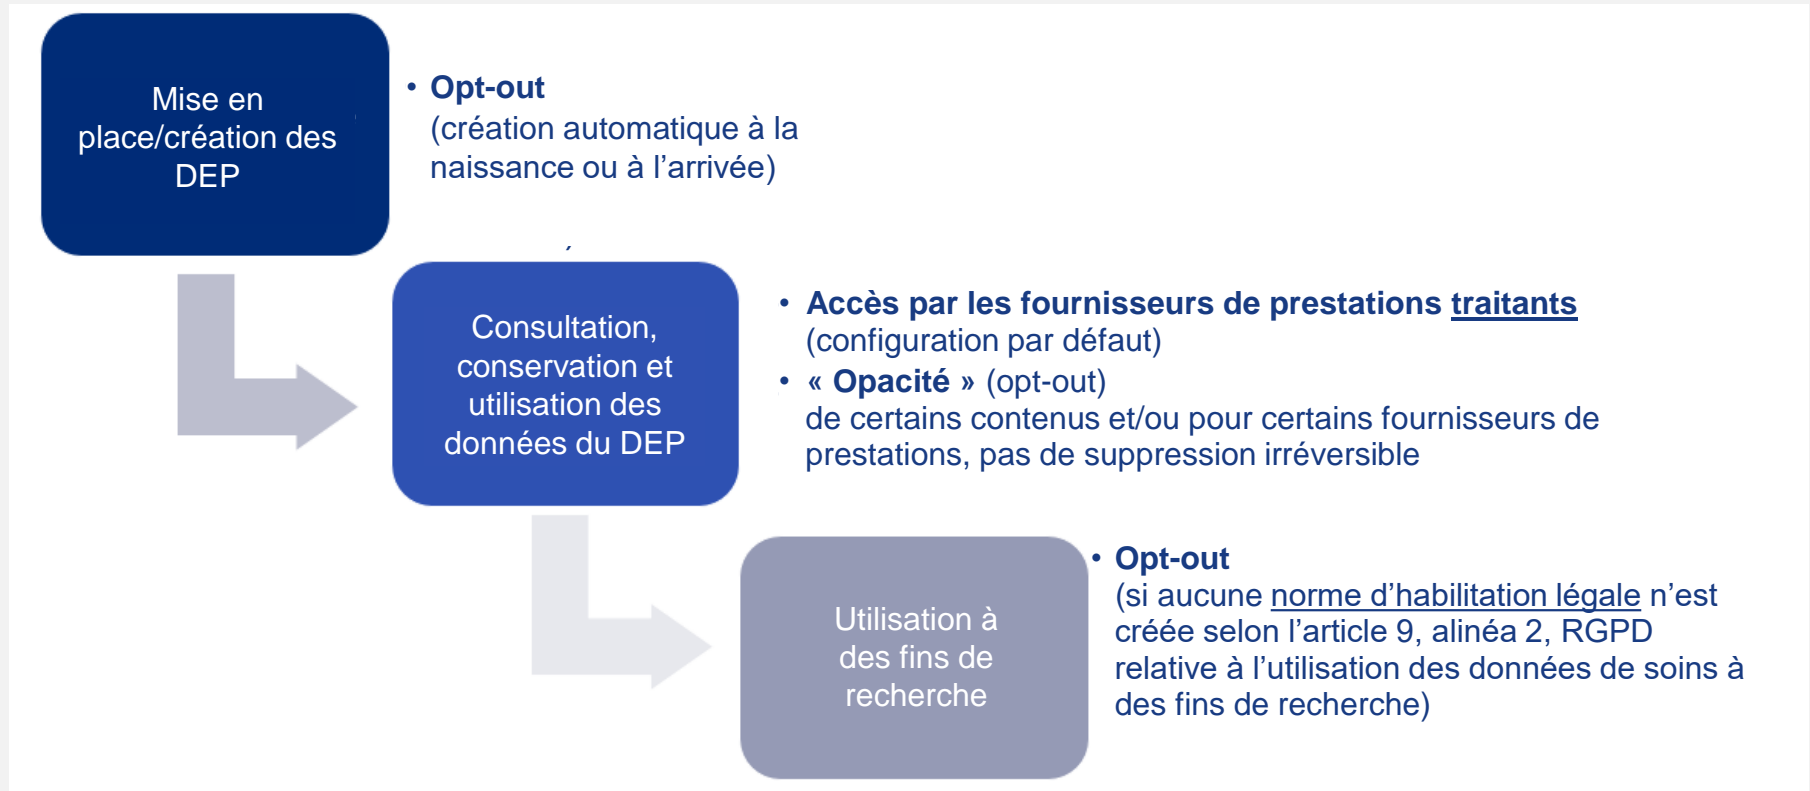 Mise en
place/création des
DEP
• Opt-out
(création automatique à la
naissance ou à l’arrivée)
Consultation,
conservation et
utilisation des
données du DEP
• Accès par les fournisseurs de prestations traitants
(configuration par défaut)
• « Opacité » (opt-out)
de certains contenus et/ou pour certains fournisseurs de
prestations, pas de suppression irréversible
Utilisation à
des fins de
recherche
• Opt-out
(si aucune norme d’habilitation légale n’est
créée selon l’article 9, alinéa 2, RGPD
relative à l’utilisation des données de soins à
des fins de recherche)